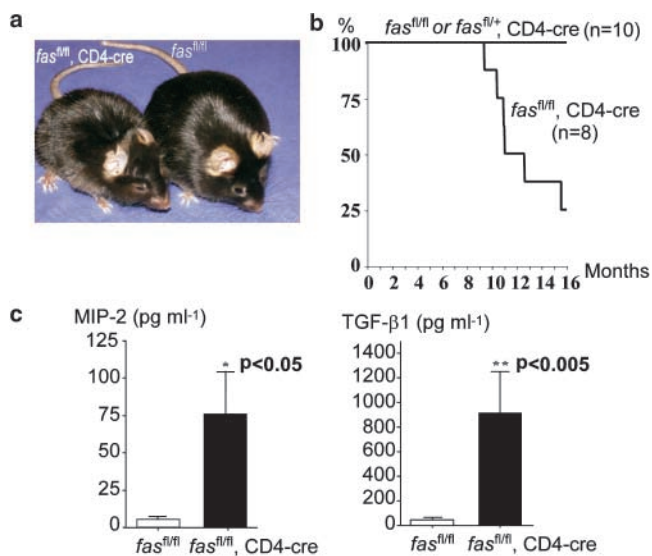 a
fas^fl/fl, CD4-cre
fas^fl/fl
b
%
fas^fl/fl or fas^fl/+, CD4-cre (n=10)
100
75
50
25
fas^fl/fl, CD4-cre
(n=8)
0 2 4 6 8 10 12 14 16 Months
c
MIP-2 (pg ml-1)
125
100
75
50
25
0
* p<0.05
fas^fl/fl fas^fl/fl, CD4-cre
TGF-β1 (pg ml-1)
1400
1200
1000
800
600
400
200
0
** p<0.005
fas^fl/fl fas^fl/fl, CD4-cre